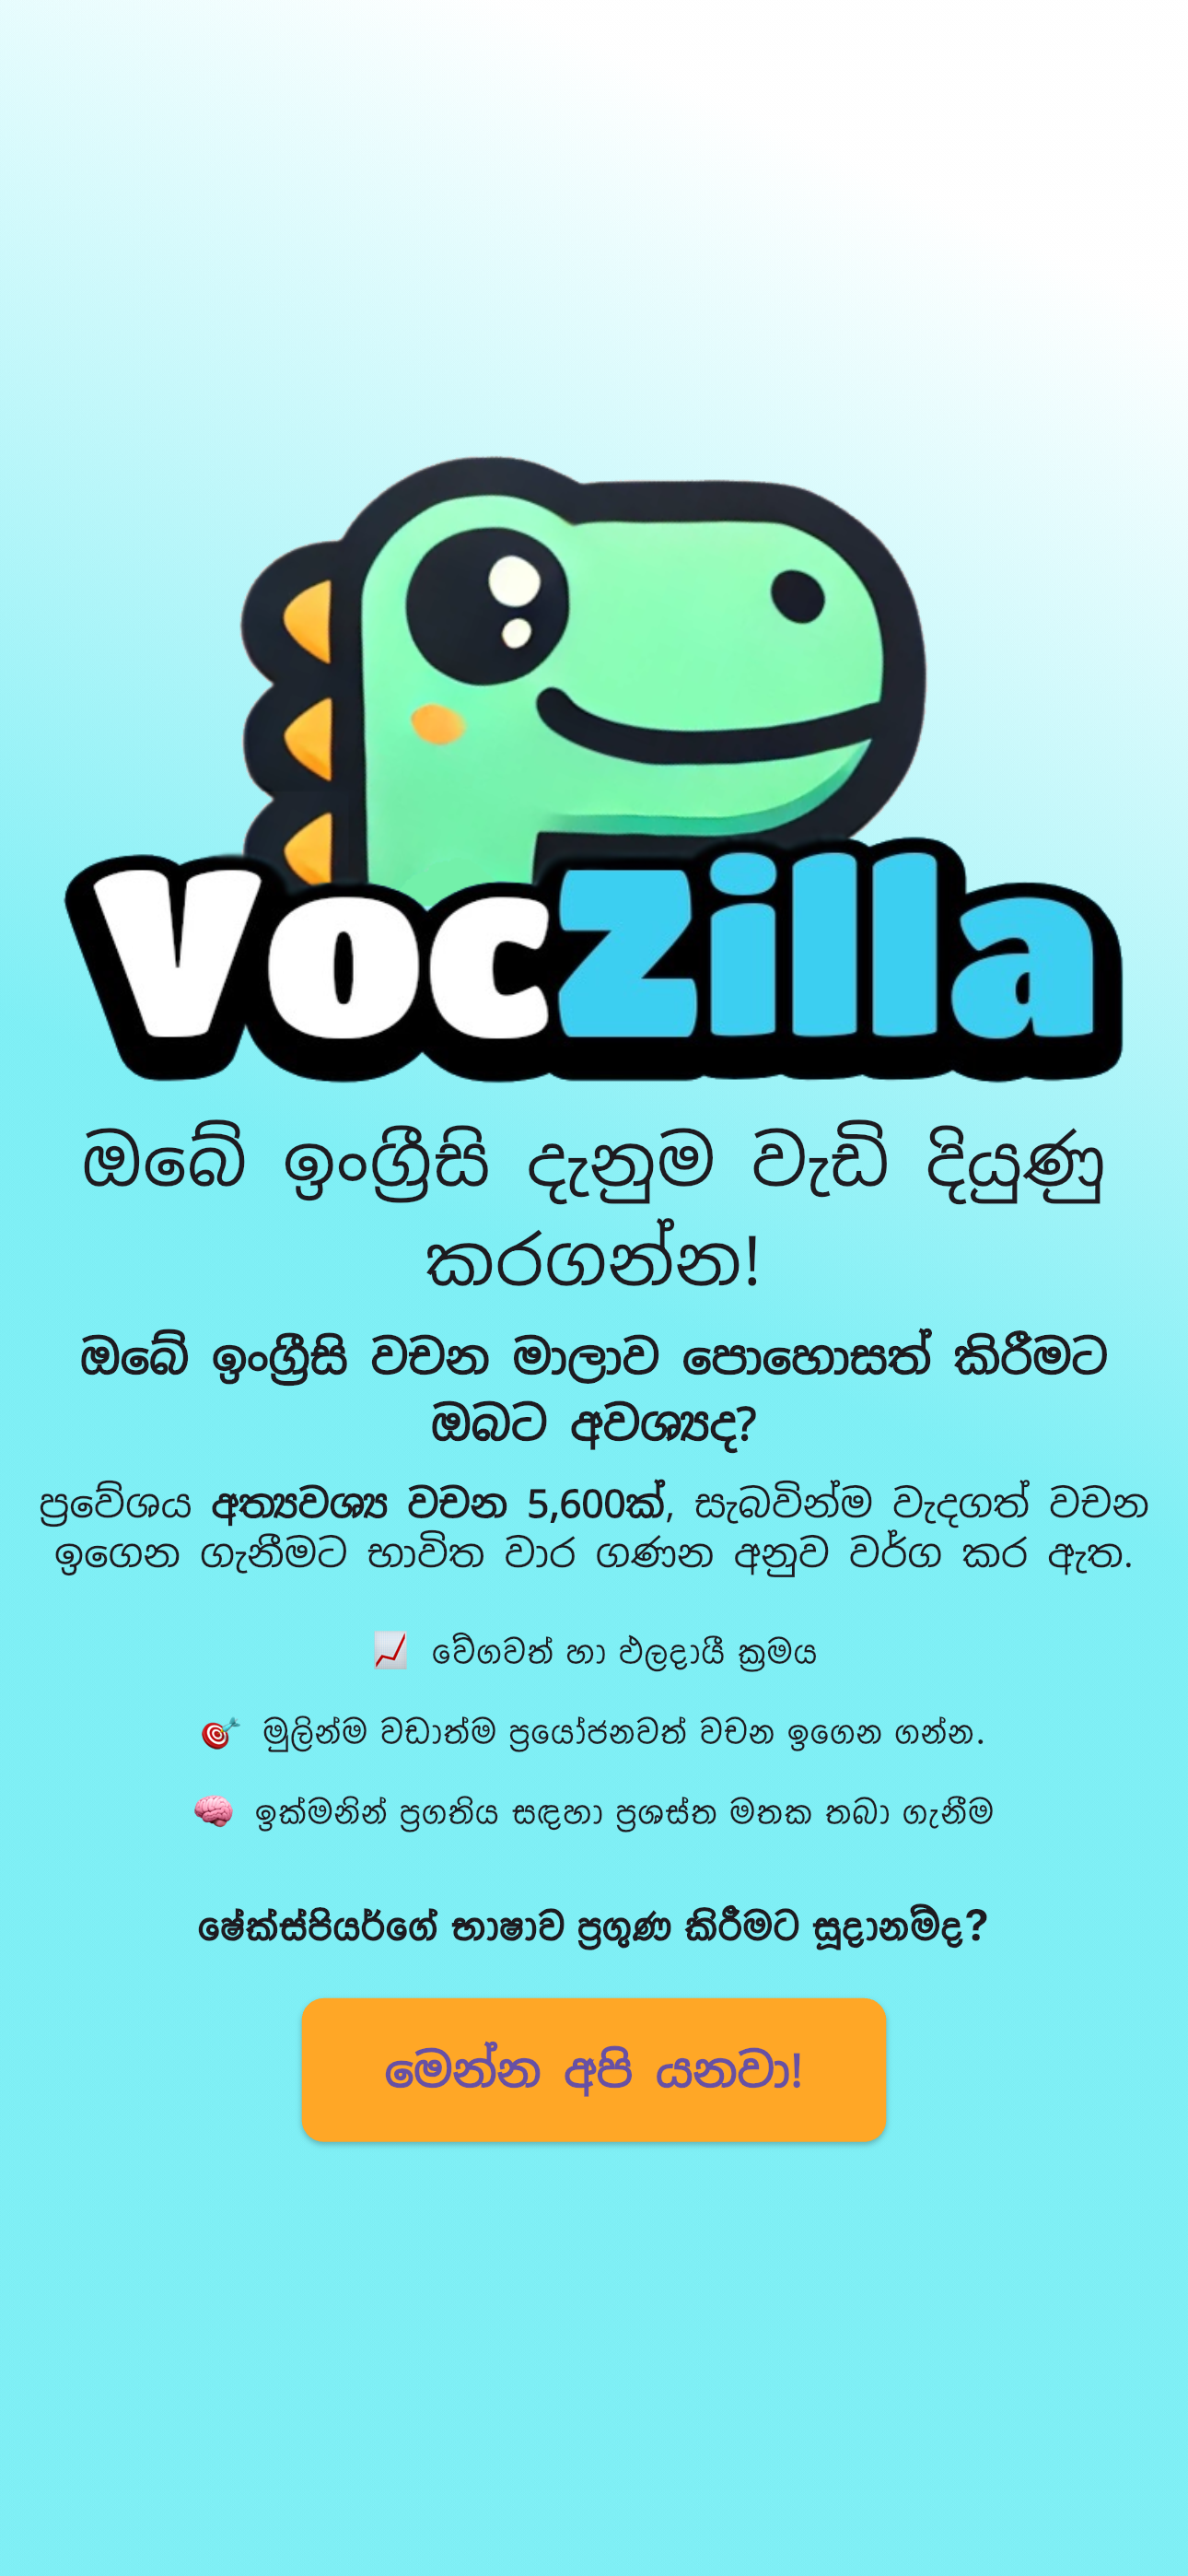 VocZilla
ඔබේ ඉංග්‍රීසි දැනුම වැඩි දියුණු
කරගන්න!
ඔබේ ඉංග්‍රීසි වචන මාලාව පොහොසත් කිරීමට
ඔබට අවශ්‍යද?
ප්‍රවේශය අත්‍යවශ්‍ය වචන 5,600ක්, සැබවින්ම වැදගත් වචන
ඉගෙන ගැනීමට භාවිත වාර ගණන අනුව වර්ග කර ඇත.
📈 වේගවත් හා ඵලදායී ක්‍රමය
🎯 මුලින්ම වඩාත්ම ප්‍රයෝජනවත් වචන ඉගෙන ගන්න.
🧠 ඉක්මනින් ප්‍රගතිය සඳහා ප්‍රශස්ත මතක තබා ගැනීම
ෂේක්ස්පියර්ගේ භාෂාව ප්‍රගුණ කිරීමට සූදානම්ද?
මෙන්න අපි යනවා!